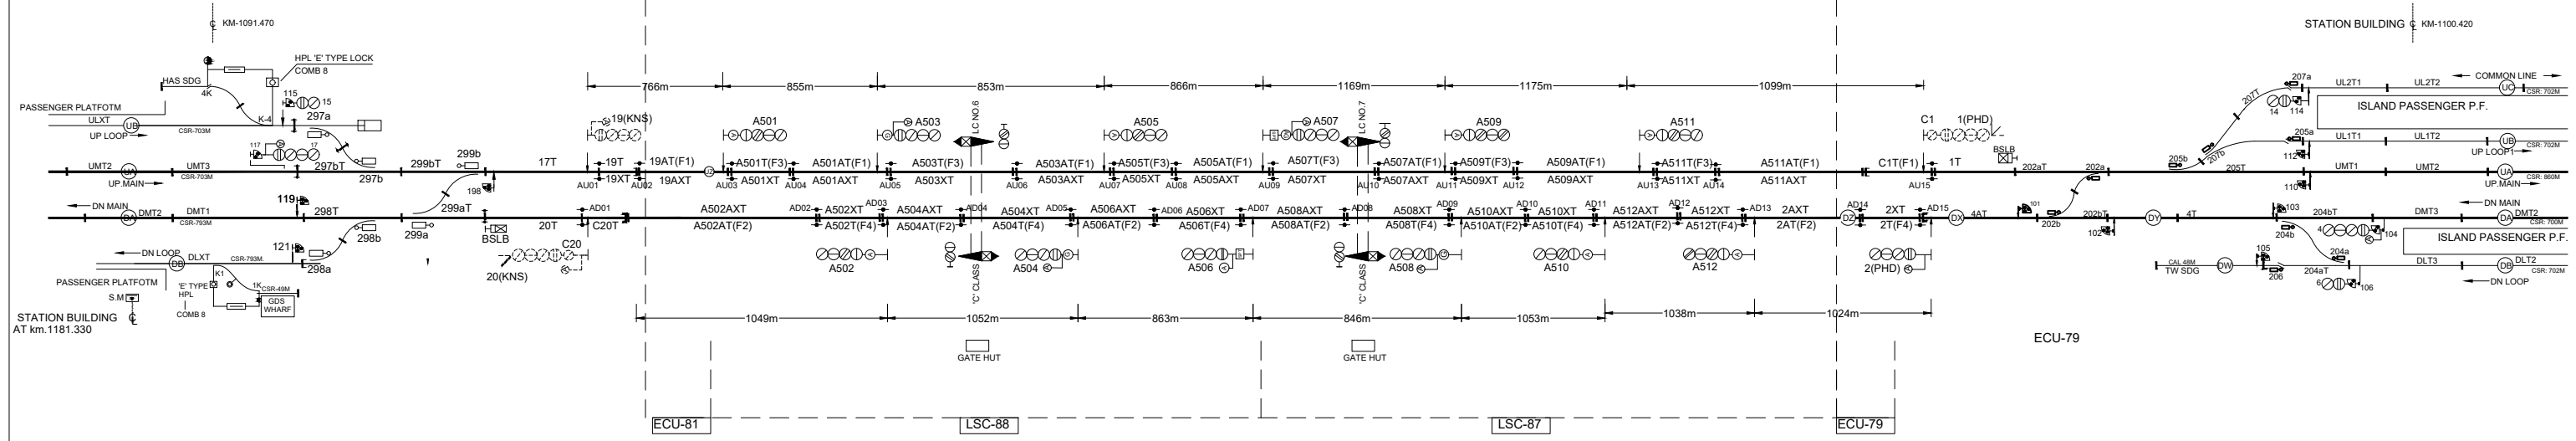 KM-1091.470
STATION BUILDING KM-1100.420
HPL 'E' TYPE LOCK
COMB 8
HAS SDG
4K
115
15
297a
K-4
PASSENGER PLATFOTM
ULXT
UB
CSR-703M
UP LOOP
117
17
UMT2
UA
UMT3
CSR-703M
UP.MAIN
297bT
297b
299bT
299b
198
17T
DN MAIN
DMT2
DA
DMT1
CSR-793M
119
298T
298b
299a
299aT
BSLB
20T
AD01
C20T
C20
20(KNS)
DN LOOP
DB
DLXT
CSR-793M
121
298a
PASSENGER PLATFOTM
K1
1K
CSR-49M
'E' TYPE
HPL
COMB 8
GDS
WHARF
S.M
STATION BUILDING
AT km.1181.330
766m
855m
853m
866m
1169m
1175m
1099m
19(KNS)
A501
A503
LC NO.6
A505
A507
LC NO.7
A509
A511
C1
1(PHD)
BSLB
19T
19AT(F1)
A501T(F3)
A501AT(F1)
A503T(F3)
A503AT(F1)
A505T(F3)
A505AT(F1)
A507T(F3)
A507AT(F1)
A509T(F3)
A509AT(F1)
A511T(F3)
A511AT(F1)
C1T(F1)
1T
19XT
19AXT
A501XT
A501AXT
A503XT
A503AXT
A505XT
A505AXT
A507XT
A507AXT
A509XT
A509AXT
A511XT
A511AXT
AU01
AU02
AU03
AU04
AU05
AU06
AU07
AU08
AU09
AU10
AU11
AU12
AU13
AU14
AU15
A502AXT
AD02
A502XT
AD03
A504AXT
AD04
A504XT
AD05
A506AXT
AD06
A506XT
AD07
A508AXT
AD08
A508XT
AD09
A510AXT
AD10
A510XT
AD11
A512AXT
AD12
A512XT
AD13
2AXT
DZ
AD14
2XT
AD15
A502AT(F2)
A502T(F4)
A504AT(F2)
A504T(F4)
A506AT(F2)
A506T(F4)
A508AT(F2)
A508T(F4)
A510AT(F2)
A510T(F4)
A512AT(F2)
A512T(F4)
2AT(F2)
2T(F4)
A502
'C' CLASS
A504
A506
'C' CLASS
A508
A510
A512
2(PHD)
1049m
1052m
863m
846m
1053m
1038m
1024m
GATE HUT
GATE HUT
ECU-81
LSC-88
LSC-87
ECU-79
ECU-79
207a
UL2T1
UL2T2
COMMON LINE
UC
CSR: 702M
207T
14
114
ISLAND PASSENGER P.F.
205a
UL1T1
UL1T2
UB
UP LOOP1
CSR: 702M
112
207b
205b
202aT
202a
205T
UMT1
UMT2
UA
UP.MAIN
CSR: 860M
110
DX
4AT
101
202b
202bT
102
DY
4T
103
204bT
204b
DMT3
DN MAIN
DA
DMT2
CSR: 700M
4
104
ISLAND PASSENGER P.F.
CAL 48M
TW SDG
DW
105
206
204a
204aT
6
106
DLT3
DLT2
DB
CSR: 702M
DN LOOP